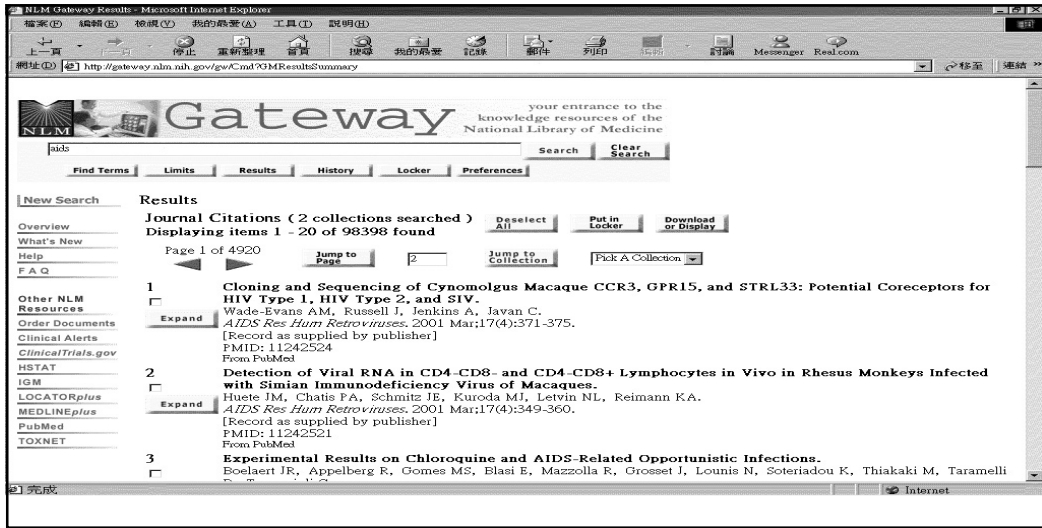 NLM Gateway Results - Microsoft Internet Explorer
檔案(F) 編輯(E) 檢視(V) 我的最愛(A) 工具(T) 說明(H)
上一頁 停止 重新整理 首頁 搜尋 我的最愛 記錄 郵件 列印 討論 Messenger Real.com
網址(D) http://gateway.nlm.nih.gov/gw/Cmd?GMResultsSummary 移至 連結 »
NLM
Gateway
your entrance to the
knowledge resources of the
National Library of Medicine
aids Search Clear Search
Find Terms Limits Results History Locker Preferences
New Search
Overview
What's New
Help
FAQ
Other NLM
Resources
Order Documents
Clinical Alerts
ClinicalTrials.gov
HSTAT
IGM
LOCATORplus
MEDLINEplus
PubMed
TOXNET
Results
Journal Citations ( 2 collections searched ) Deselect All Put in Locker Download or Display
Displaying items 1 - 20 of 98398 found
Page 1 of 4920 Jump to Page 2 Jump to Collection Pick A Collection
1 Cloning and Sequencing of Cynomolgus Macaque CCR3, GPR15, and STRL33: Potential Coreceptors for
HIV Type 1, HIV Type 2, and SIV.
Expand Wade-Evans AM, Russell J, Jenkins A, Javan C.
AIDS Res Hum Retroviruses. 2001 Mar;17(4):371-375.
[Record as supplied by publisher]
PMID: 11242524
From PubMed
2 Detection of Viral RNA in CD4-CD8- and CD4-CD8+ Lymphocytes in Vivo in Rhesus Monkeys Infected
with Simian Immunodeficiency Virus of Macaques.
Expand Huete JM, Chatis PA, Schmitz JE, Kuroda MJ, Letvin NL, Reimann KA.
AIDS Res Hum Retroviruses. 2001 Mar;17(4):349-360.
[Record as supplied by publisher]
PMID: 11242521
From PubMed
3 Experimental Results on Chloroquine and AIDS-Related Opportunistic Infections.
Boelaert JR, Appelberg R, Gomes MS, Blasi E, Mazzolla R, Grosset J, Lounis N, Soteriadou K, Thiakaki M, Taramelli
完成 Internet